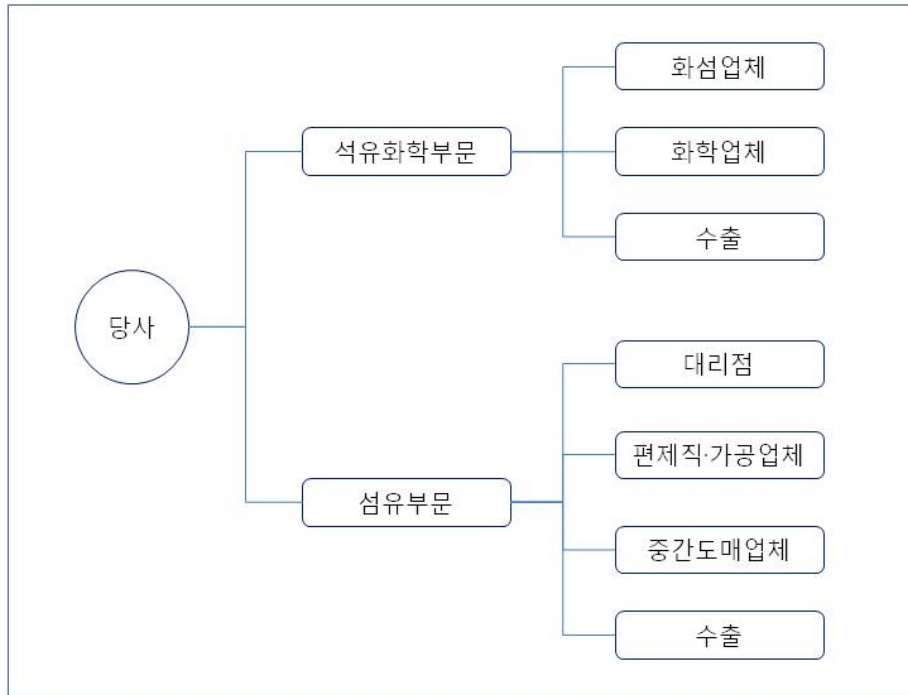 당사
석유화학부문
화섬업체
화학업체
수출
섬유부문
대리점
편제직·가공업체
중간도매업체
수출